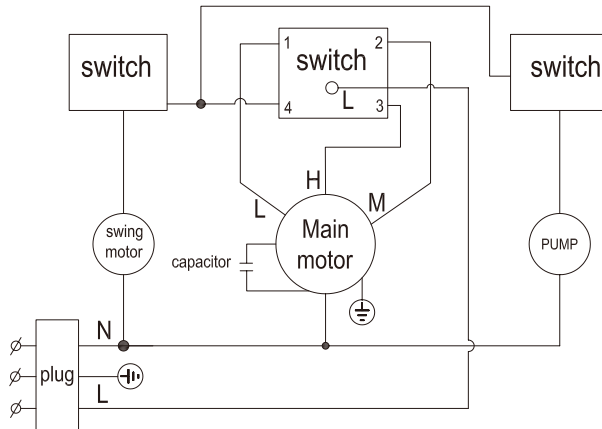 switch
1
2
switch
L
4
3
switch
H
L
M
swing
motor
Main
motor
PUMP
capacitor
N
plug
L